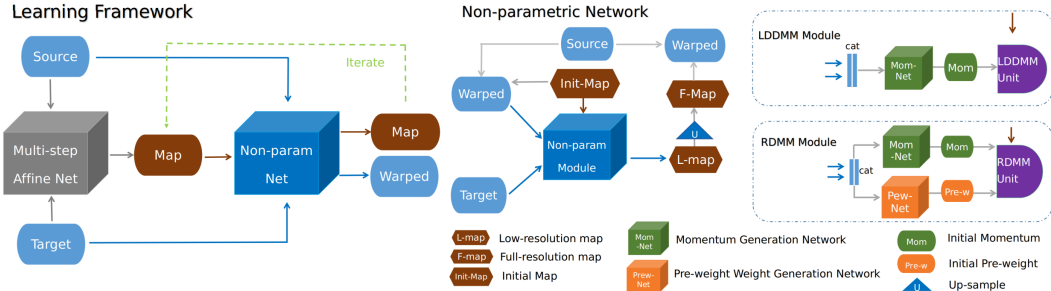 Learning Framework
Source
Iterate
Multi-step
Affine Net
Map
Non-param
Net
Map
Warped
Target
Non-parametric Network
Source
Warped
Init-Map
Warped
F-Map
Non-param
Module
U
L-map
Target
LDDMM Module
cat
Mom-
Net
Mom
LDDMM
Unit
RDMM Module
cat
Mom
-Net
Mom
Pew-
Net
Pre-w
RDMM
Unit
L-map
Low-resolution map
F-map
Full-resolution map
Init-Map
Initial Map
Mom
-Net
Momentum Generation Network
Prew-
Net
Pre-weight Weight Generation Network
Mom
Initial Momentum
Pre-w
Initial Pre-weight
U
Up-sample